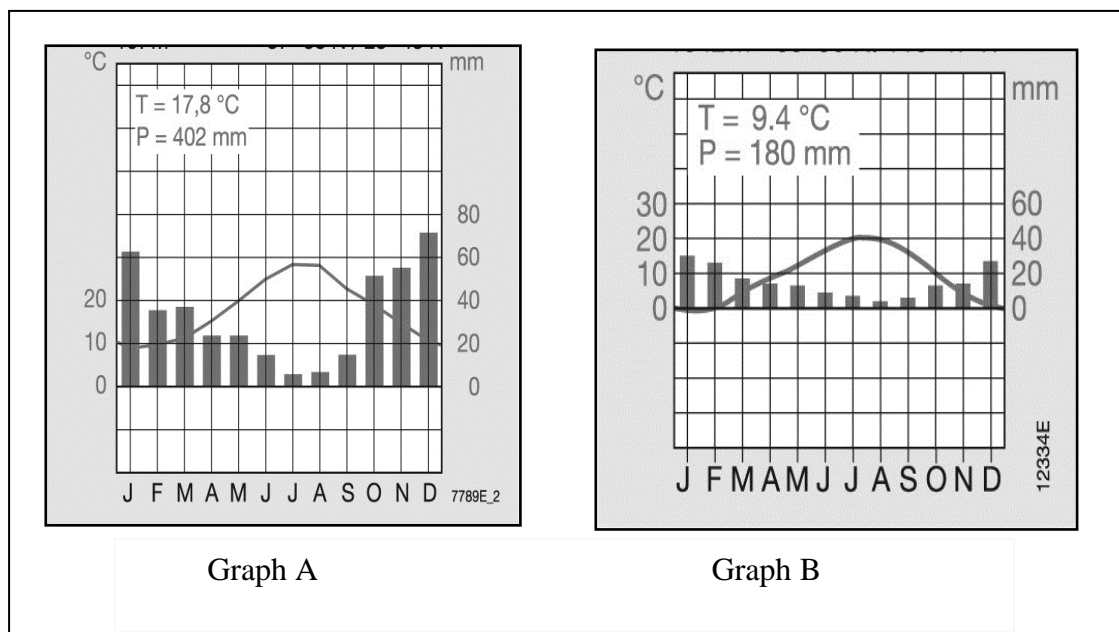 °C
mm
T = 17,8 °C
P = 402 mm
80
60
20
40
10
20
0
0
J F M A M J J A S O N D
7789E_2
°C
mm
T = 9.4 °C
P = 180 mm
30
60
20
40
10
20
0
0
J F M A M J J A S O N D
12334E
Graph A
Graph B